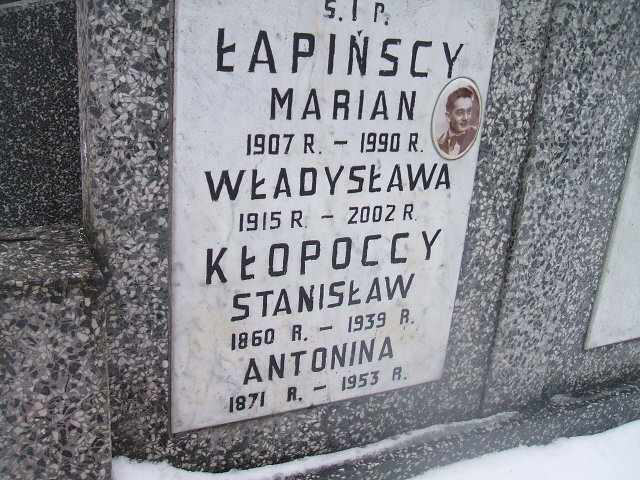 Ś. I P.
ŁAPIŃSCY
MARIAN
1907 R. – 1990 R.
WŁADYSŁAWA
1915 R – 2002 R.
KŁOPOCCY
STANISŁAW
1860 R. – 1939 R.
ANTONINA
1871 R – 1953 R.